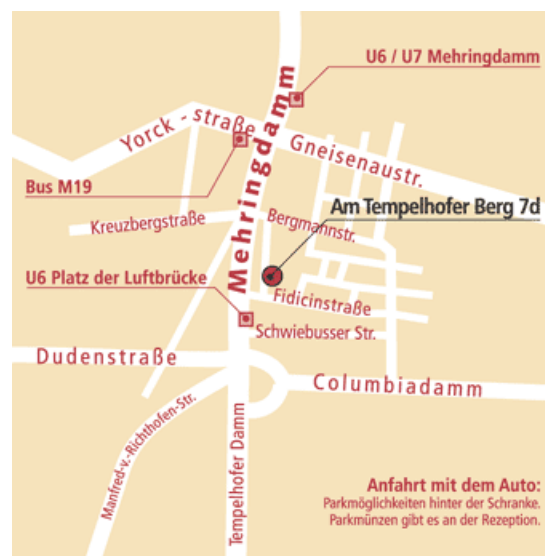 U6 / U7 Mehringdamm
Mehringdamm
Yorck - straße
Gneisenaustr.
Bus M19
Am Tempelhofer Berg 7d
Kreuzbergstraße
Bergmannstr.
U6 Platz der Luftbrücke
Fidicinstraße
Schwiebusser Str.
Dudenstraße
Columbiadamm
Manfred-v.-Richthofen-Str.
Tempelhofer Damm
Anfahrt mit dem Auto:
Parkmöglichkeiten hinter der Schranke.
Parkmünzen gibt es an der Rezeption.